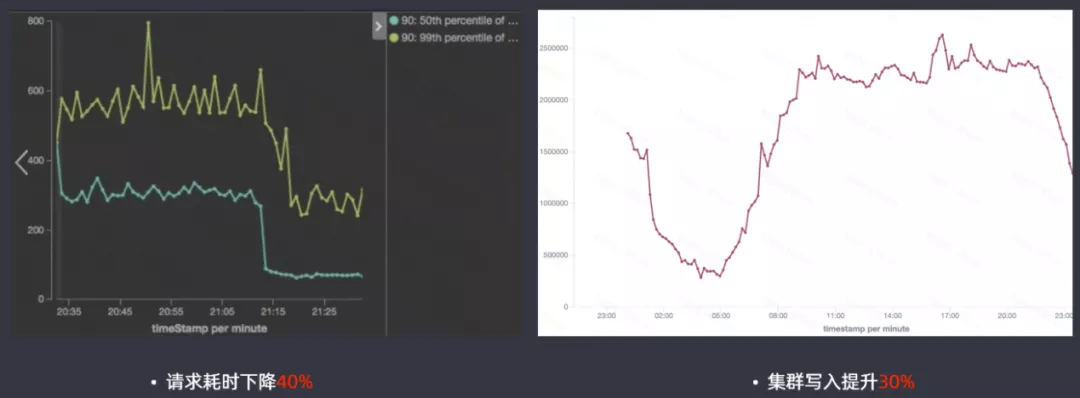 90: 50th percentile of ...
90: 99th percentile of ...
800
600
400
200
0
20:35 20:45 20:55 21:05 21:15 21:25
timeStamp per minute
2500000
2000000
1500000
1000000
500000
0
23:00 02:00 05:00 08:00 11:00 14:00 17:00 20:00 23:00
timestamp per minute
• 请求耗时下降40%
• 集群写入提升30%